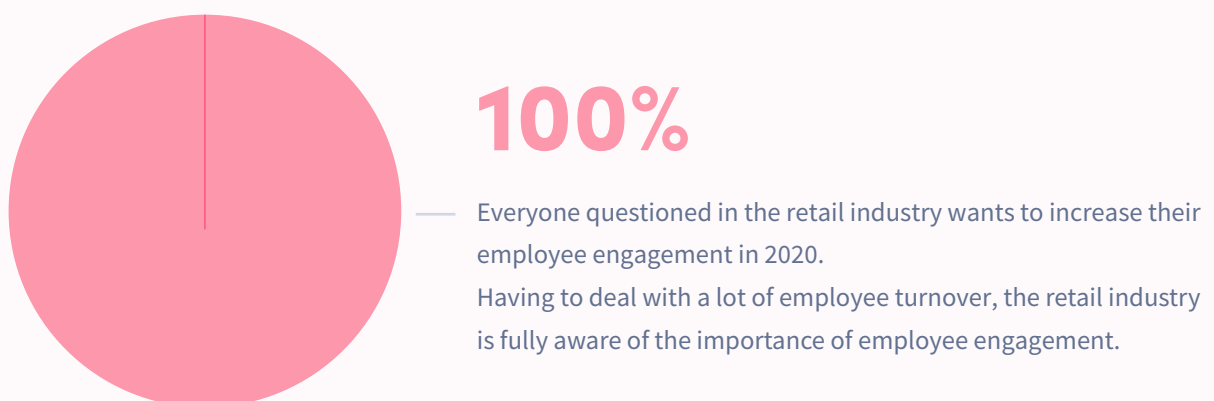 100%
Everyone questioned in the retail industry wants to increase their
employee engagement in 2020.
Having to deal with a lot of employee turnover, the retail industry
is fully aware of the importance of employee engagement.